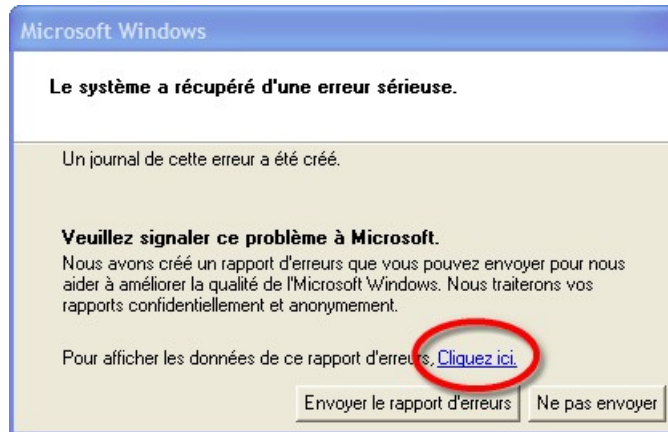 Microsoft Windows
Le système a récupéré d'une erreur sérieuse.
Un journal de cette erreur a été créé.
Veuillez signaler ce problème à Microsoft.
Nous avons créé un rapport d'erreurs que vous pouvez envoyer pour nous
aider à améliorer la qualité de l'Microsoft Windows. Nous traiterons vos
rapports confidentiellement et anonymement.
Pour afficher les données de ce rapport d'erreurs, Cliquez ici.
Envoyer le rapport d'erreurs Ne pas envoyer